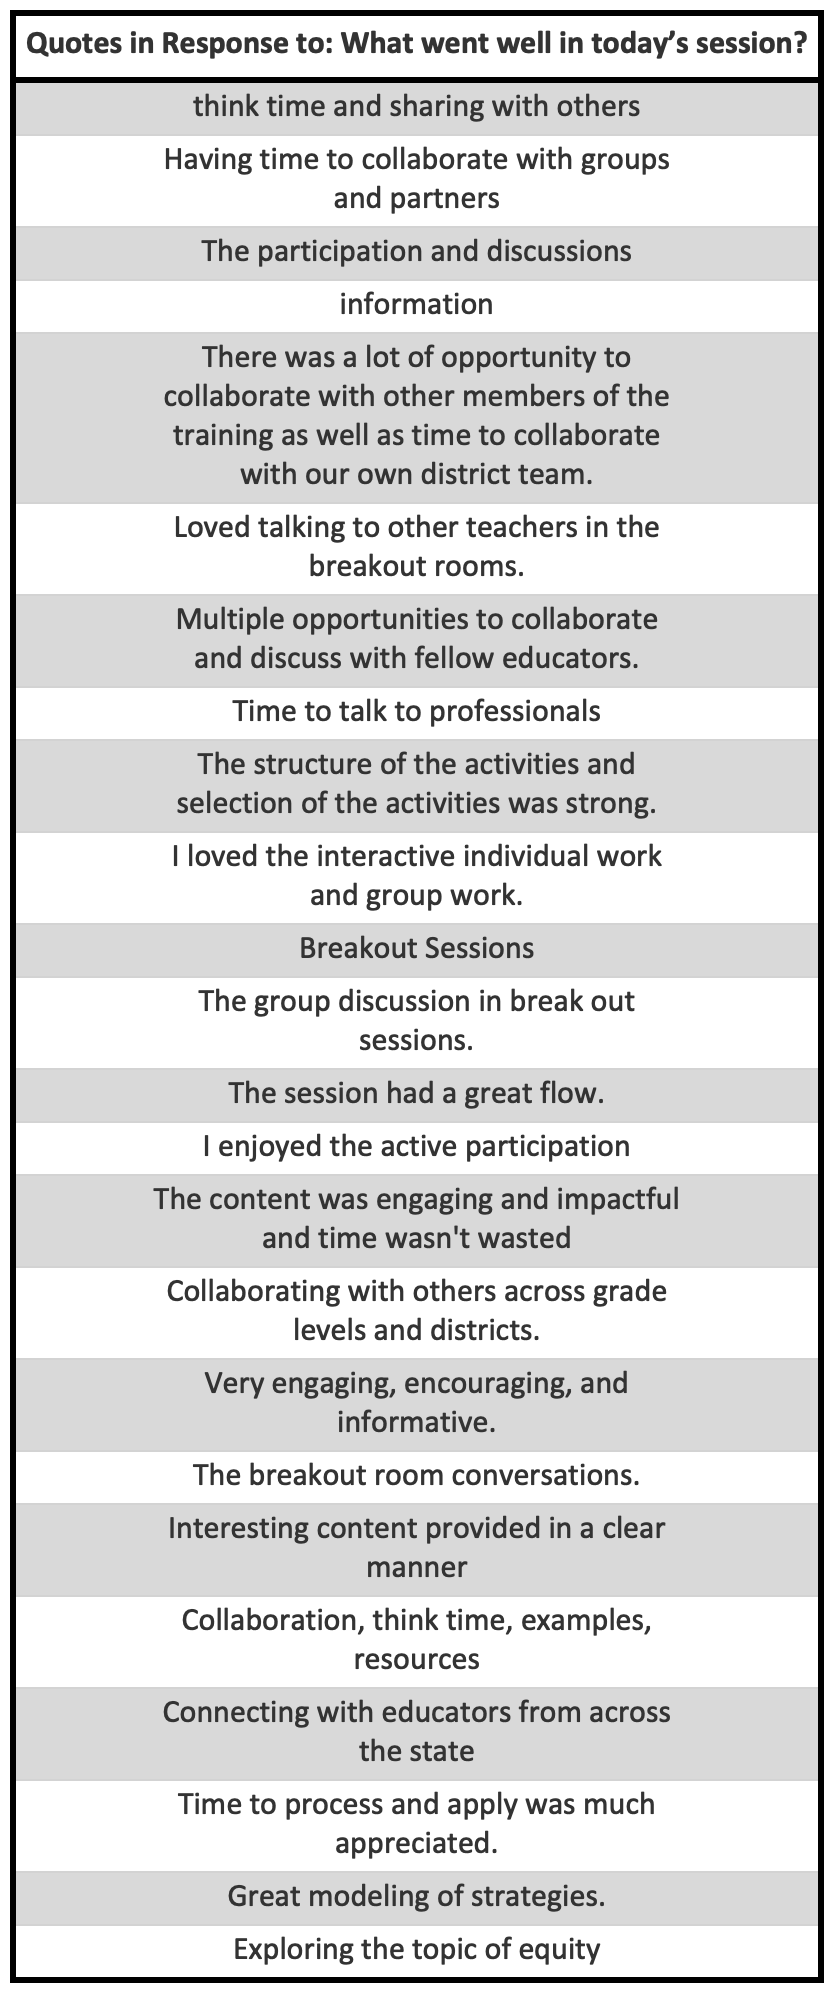 Quotes in Response to: What went well in today’s session?
think time and sharing with others
Having time to collaborate with groups
and partners
The participation and discussions
information
There was a lot of opportunity to
collaborate with other members of the
training as well as time to collaborate
with our own district team.
Loved talking to other teachers in the
breakout rooms.
Multiple opportunities to collaborate
and discuss with fellow educators.
Time to talk to professionals
The structure of the activities and
selection of the activities was strong.
I loved the interactive individual work
and group work.
Breakout Sessions
The group discussion in break out
sessions.
The session had a great flow.
I enjoyed the active participation
The content was engaging and impactful
and time wasn't wasted
Collaborating with others across grade
levels and districts.
Very engaging, encouraging, and
informative.
The breakout room conversations.
Interesting content provided in a clear
manner
Collaboration, think time, examples,
resources
Connecting with educators from across
the state
Time to process and apply was much
appreciated.
Great modeling of strategies.
Exploring the topic of equity